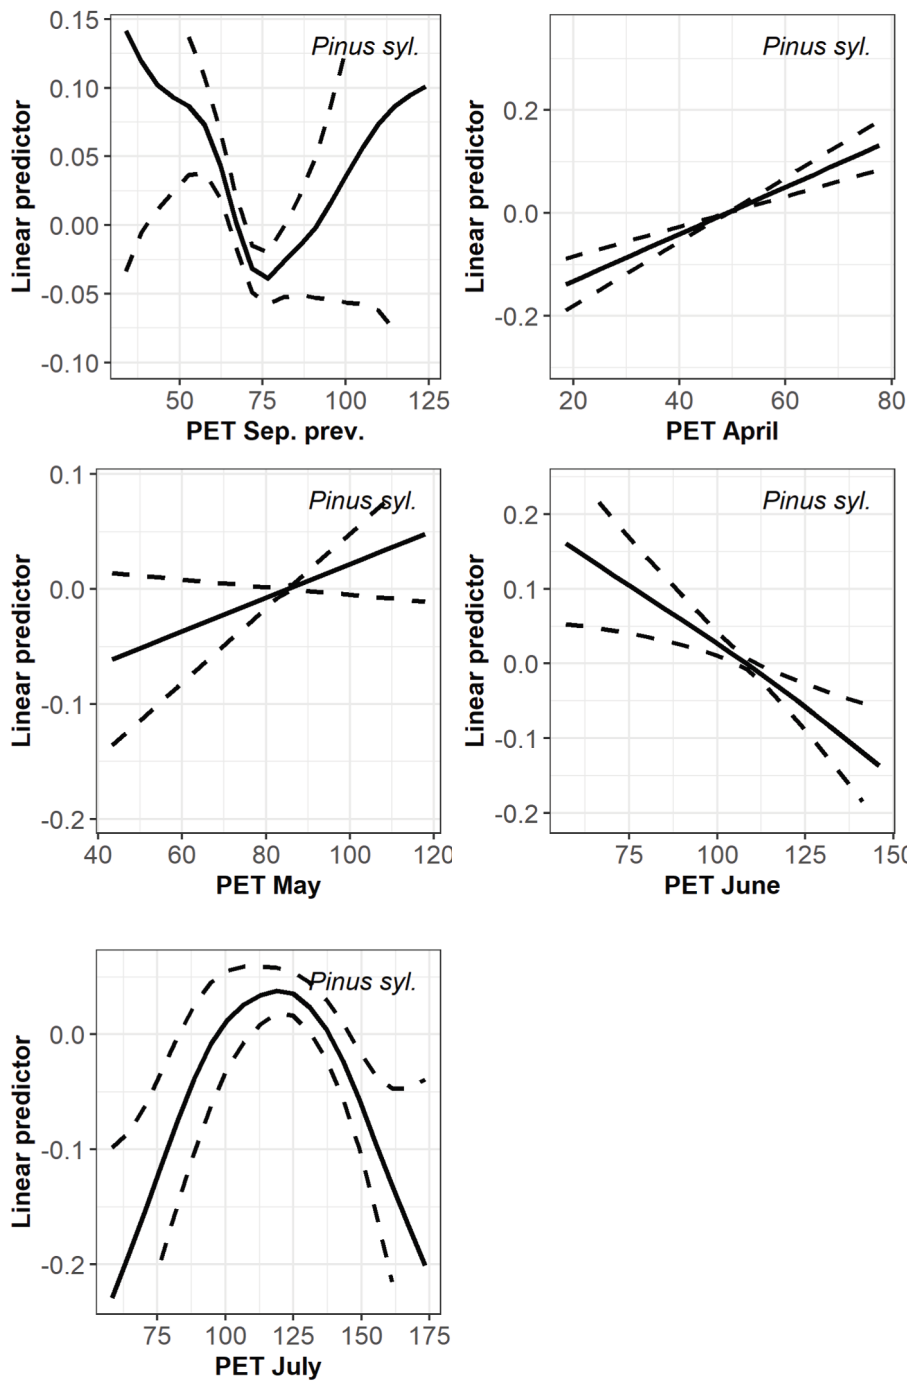 Pinus syl.
Linear predictor
0.15
0.10
0.05
0.00
-0.05
-0.10
50 75 100 125
PET Sep. prev.
Pinus syl.
Linear predictor
0.2
0.0
-0.2
20 40 60 80
PET April
Pinus syl.
Linear predictor
0.1
0.0
-0.1
-0.2
40 60 80 100 120
PET May
Pinus syl.
Linear predictor
0.2
0.1
0.0
-0.1
-0.2
75 100 125 150
PET June
Pinus syl.
Linear predictor
0.0
-0.1
-0.2
75 100 125 150 175
PET July